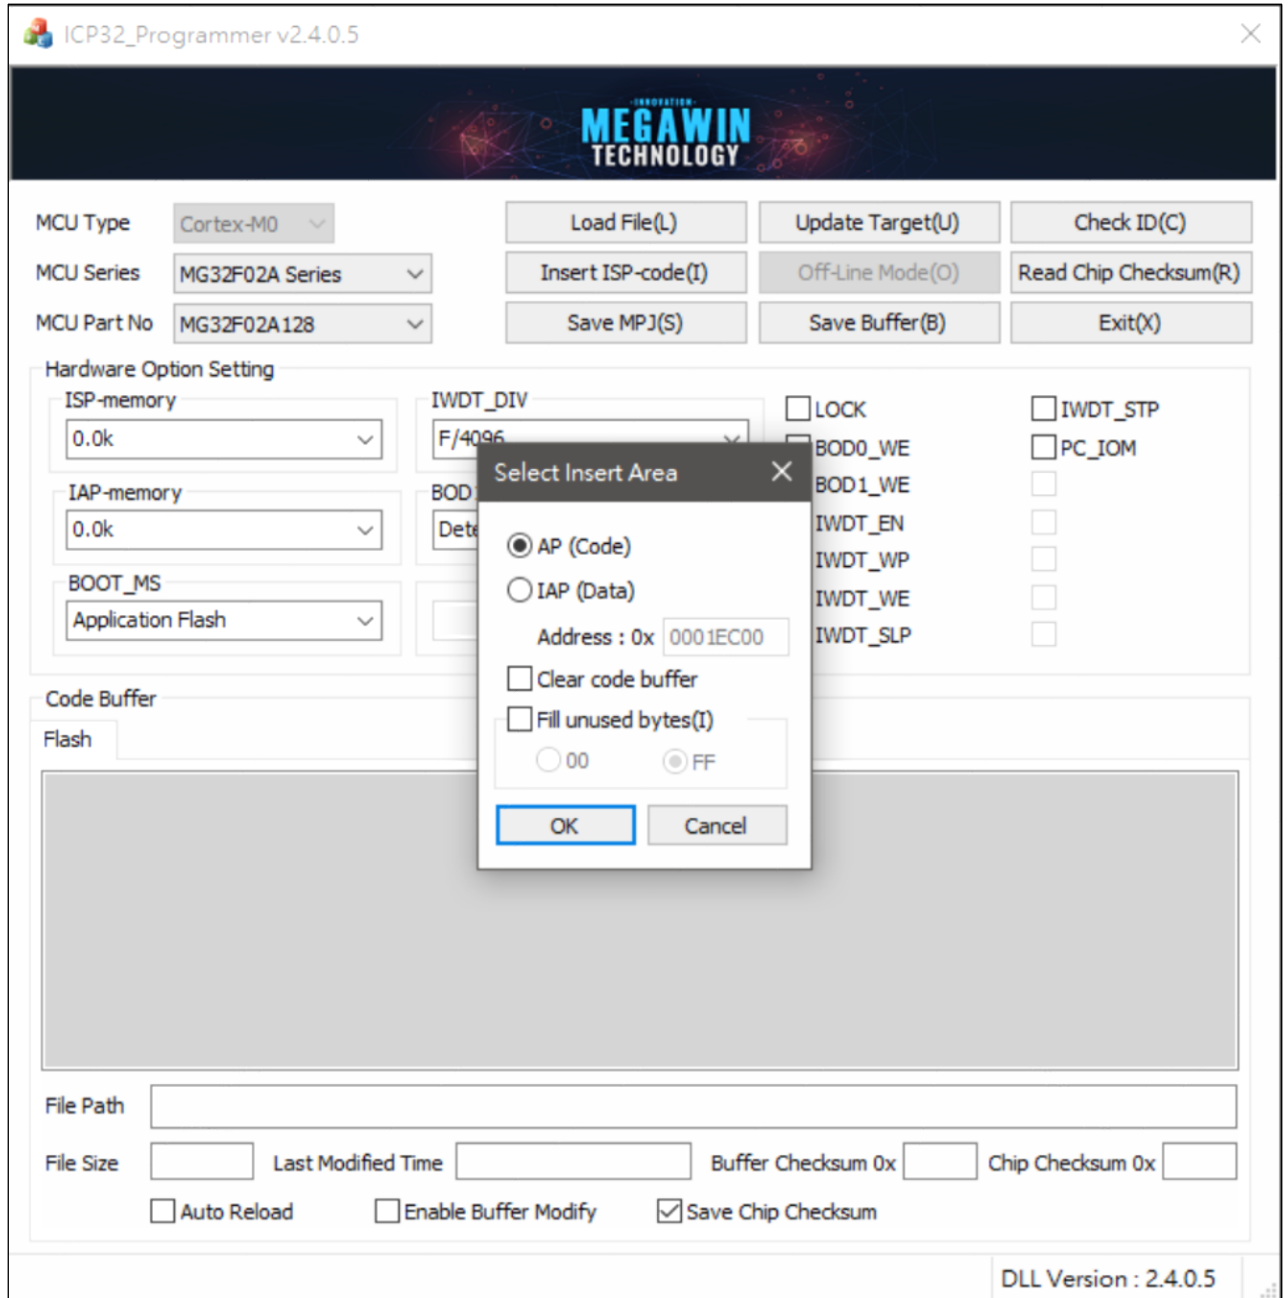 ICP32_Programmer v2.4.0.5
·INNOVATION·
MEGAWIN
TECHNOLOGY
MCU Type Cortex-M0 Load File(L) Update Target(U) Check ID(C)
MCU Series MG32F02A Series Insert ISP-code(I) Off-Line Mode(O) Read Chip Checksum(R)
MCU Part No MG32F02A128 Save MPJ(S) Save Buffer(B) Exit(X)
Hardware Option Setting
ISP-memory IWDT_DIV
0.0k F/4096 LOCK IWDT_STP
BOD0_WE PC_IOM
IAP-memory BOD
0.0k Dete BOD1_WE
IWDT_EN
BOOT_MS IWDT_WP
Application Flash IWDT_WE
IWDT_SLP
Select Insert Area
AP (Code)
IAP (Data)
Address : 0x 0001EC00
Clear code buffer
Fill unused bytes(I)
00 FF
OK Cancel
Code Buffer
Flash
File Path
File Size Last Modified Time Buffer Checksum 0x Chip Checksum 0x
Auto Reload Enable Buffer Modify Save Chip Checksum
DLL Version : 2.4.0.5